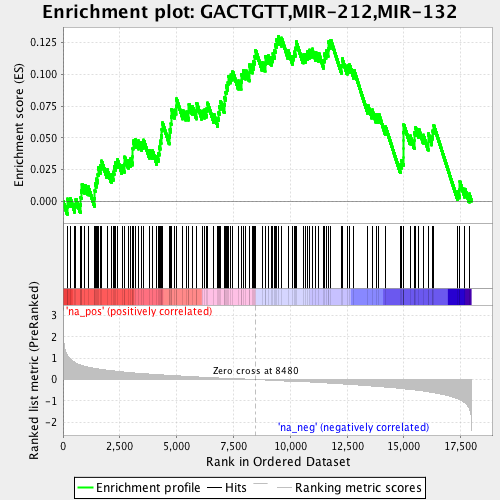 Enrichment plot: GACTGTT,MIR-212,MIR-132
Enrichment score (ES)
0.125
0.100
0.075
0.050
0.025
0.000
'na_pos' (positively correlated)
Ranked list metric (PreRanked)
3
2
1
0
-1
-2
Zero cross at 8480
'na_neg' (negatively correlated)
0
2,500
5,000
7,500
10,000
12,500
15,000
17,500
Rank in Ordered Dataset
Enrichment profile
Hits
Ranking metric scores